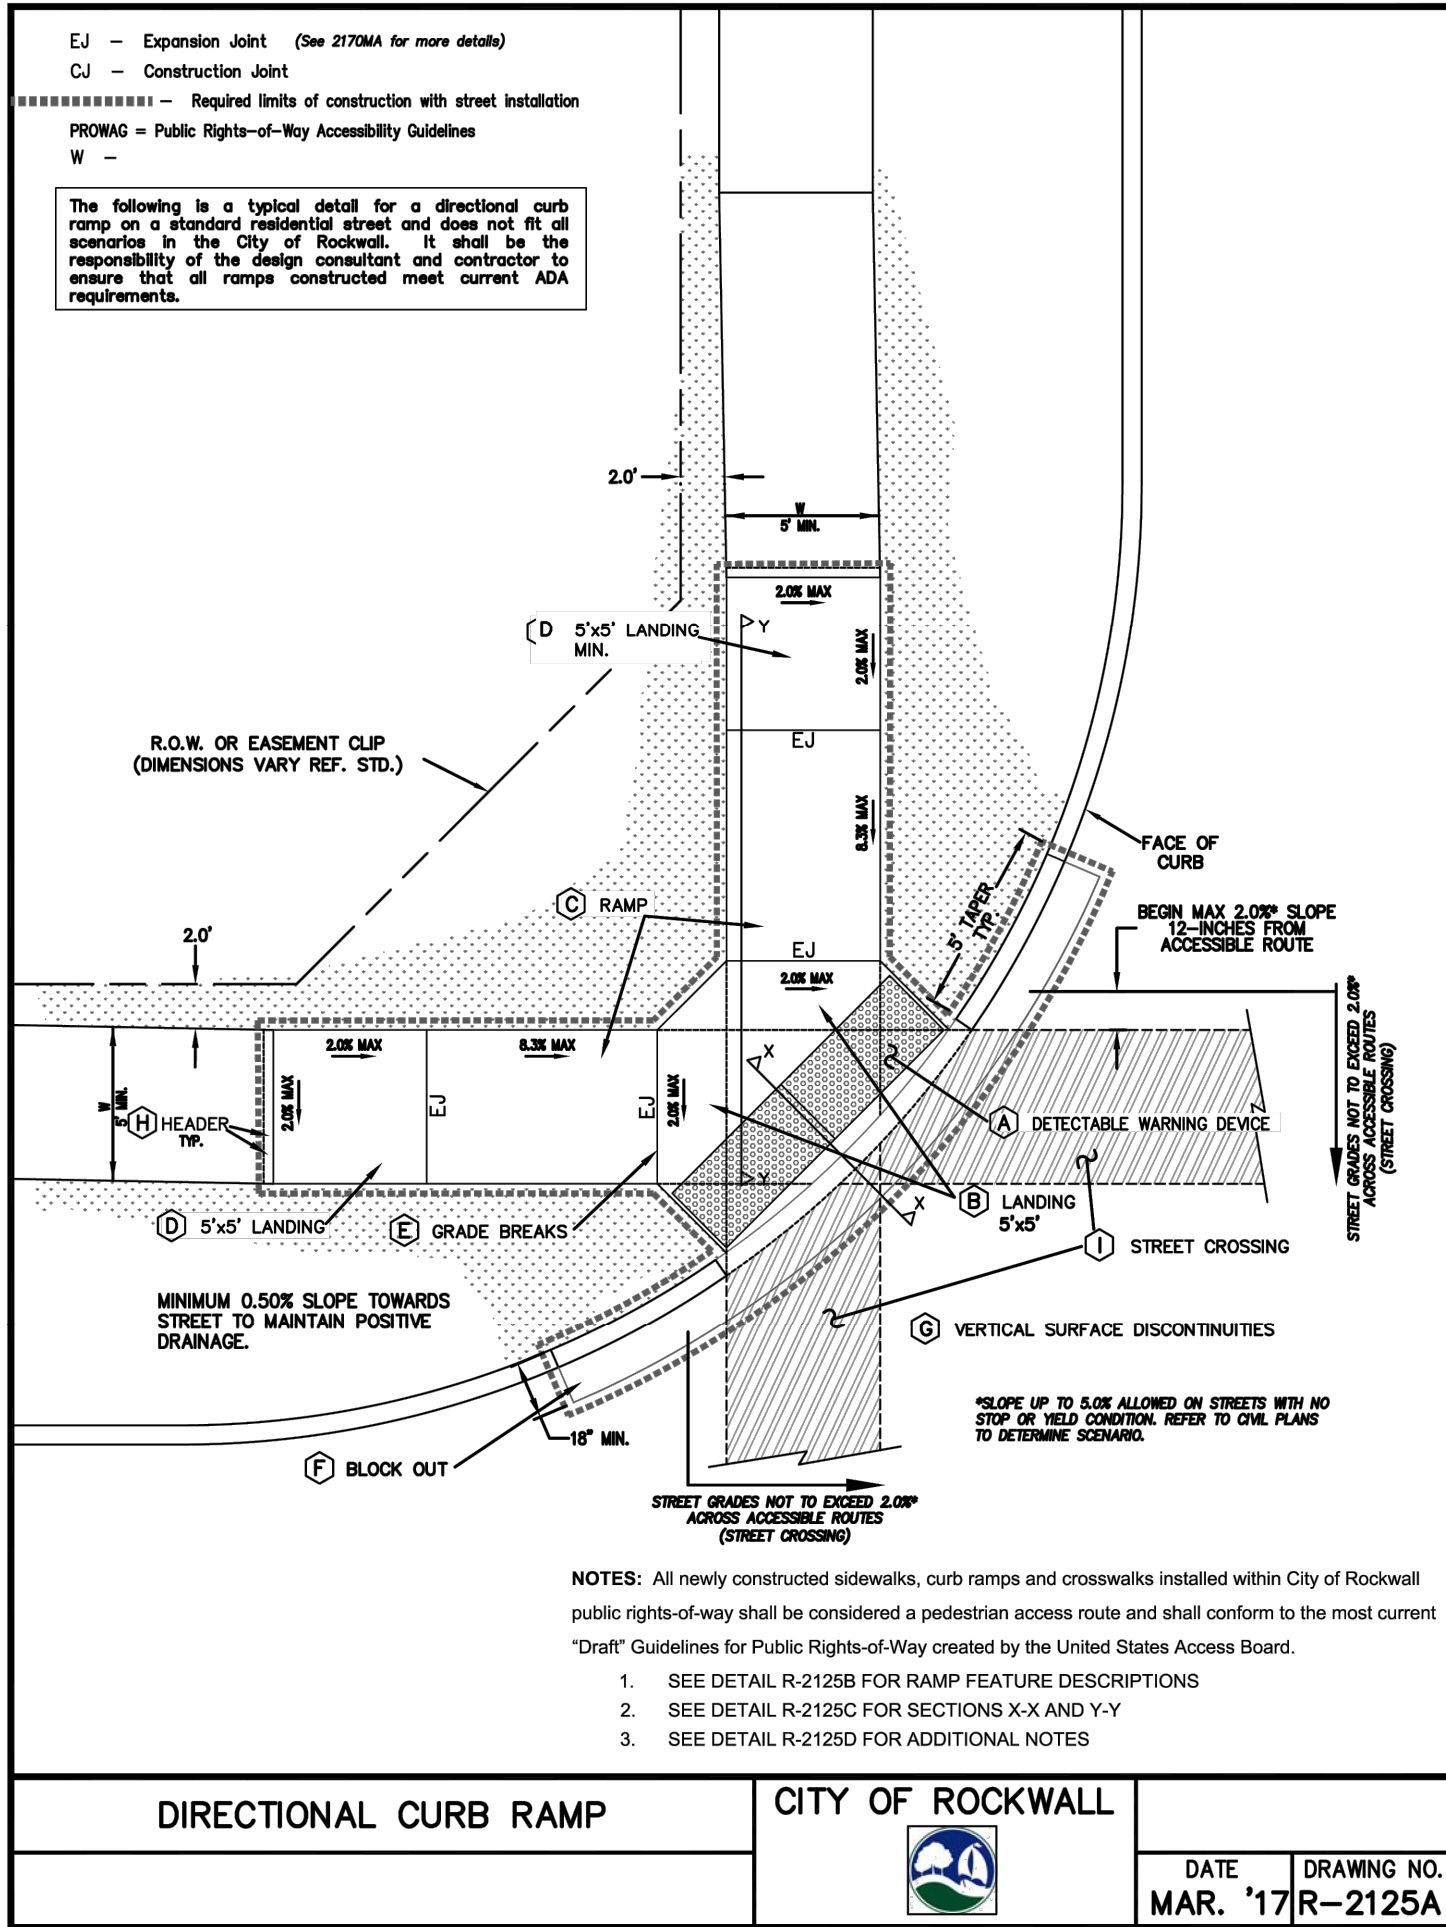 EJ – Expansion Joint (See 2170MA for more details)
CJ – Construction Joint
– Required limits of construction with street installation
PROWAG = Public Rights–of–Way Accessibility Guidelines
W –
The following is a typical detail for a directional curb
ramp on a standard residential street and does not fit all
scenarios in the City of Rockwall. It shall be the
responsibility of the design consultant and contractor to
ensure that all ramps constructed meet current ADA
requirements.
2.0'
W
5' MIN.
2.0% MAX
D 5'x5' LANDING
MIN.
Y
2.0% MAX
EJ
R.O.W. OR EASEMENT CLIP
(DIMENSIONS VARY REF. STD.)
8.3% MAX
FACE OF
CURB
C RAMP
5' TAPER
TYP.
BEGIN MAX 2.0%* SLOPE
12–INCHES FROM
ACCESSIBLE ROUTE
2.0'
EJ
2.0% MAX
STREET GRADES NOT TO EXCEED 2.0%*
ACROSS ACCESSIBLE ROUTES
(STREET CROSSING)
2.0% MAX
8.3% MAX
X
W
5' MIN.
H HEADER
TYP.
2.0% MAX
EJ
EJ
2.0% MAX
A DETECTABLE WARNING DEVICE
Y
X
B LANDING
5'x5'
D 5'x5' LANDING
E GRADE BREAKS
I STREET CROSSING
MINIMUM 0.50% SLOPE TOWARDS
STREET TO MAINTAIN POSITIVE
DRAINAGE.
G VERTICAL SURFACE DISCONTINUITIES
*SLOPE UP TO 5.0% ALLOWED ON STREETS WITH NO
STOP OR YIELD CONDITION. REFER TO CIVIL PLANS
TO DETERMINE SCENARIO.
18" MIN.
F BLOCK OUT
STREET GRADES NOT TO EXCEED 2.0%*
ACROSS ACCESSIBLE ROUTES
(STREET CROSSING)
NOTES: All newly constructed sidewalks, curb ramps and crosswalks installed within City of Rockwall
public rights-of-way shall be considered a pedestrian access route and shall conform to the most current
“Draft” Guidelines for Public Rights-of-Way created by the United States Access Board.
1. SEE DETAIL R-2125B FOR RAMP FEATURE DESCRIPTIONS
2. SEE DETAIL R-2125C FOR SECTIONS X-X AND Y-Y
3. SEE DETAIL R-2125D FOR ADDITIONAL NOTES
DIRECTIONAL CURB RAMP
CITY OF ROCKWALL
DATE
MAR. '17
DRAWING NO.
R–2125A